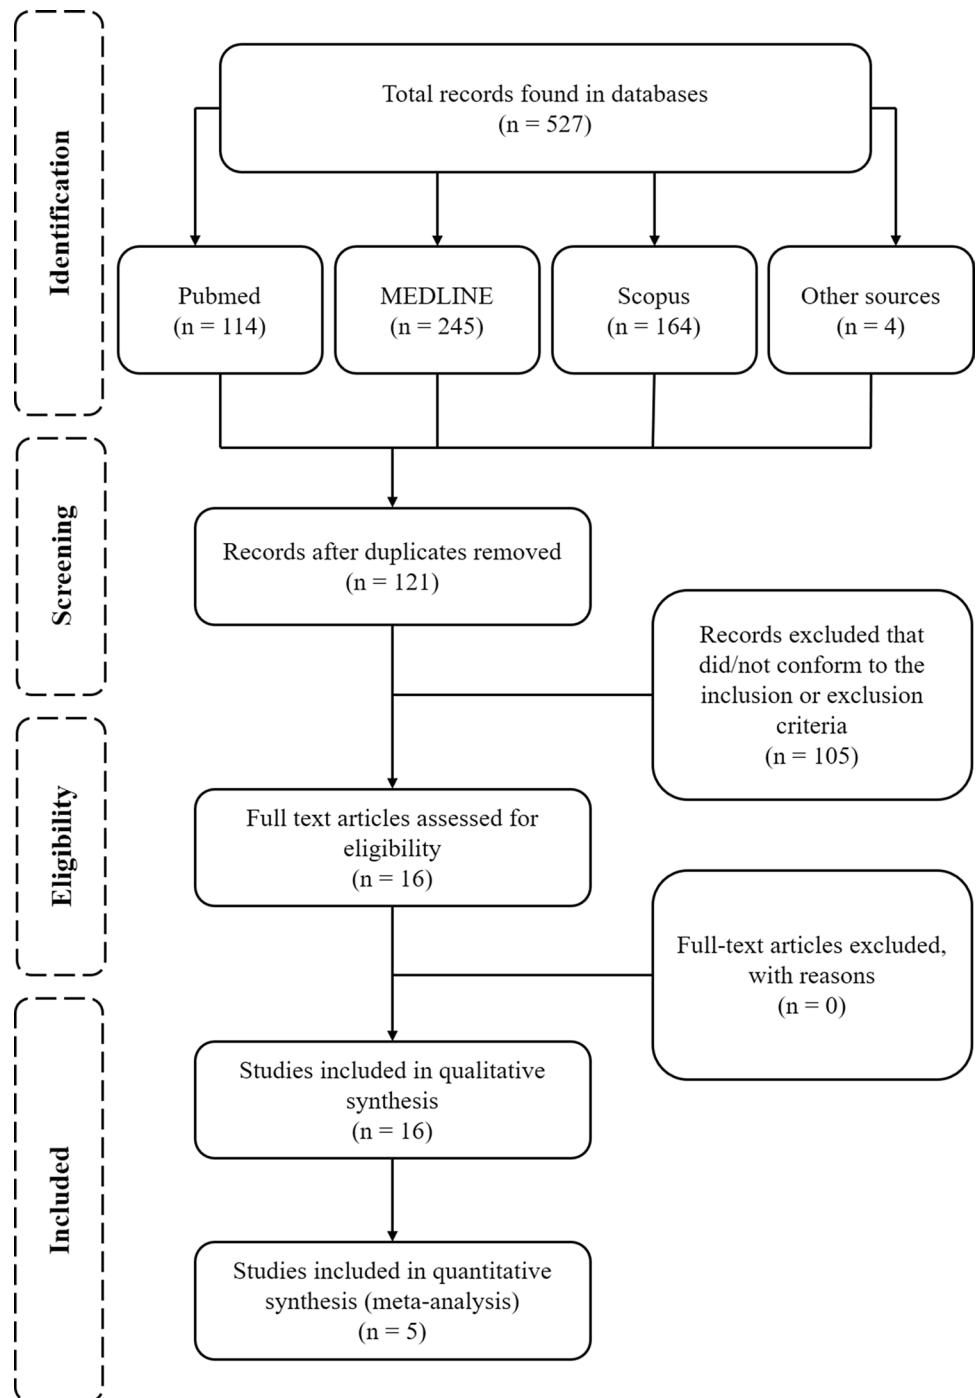 Identification
Total records found in databases
(n = 527)
Pubmed
(n = 114)
MEDLINE
(n = 245)
Scopus
(n = 164)
Other sources
(n = 4)
Screening
Records after duplicates removed
(n = 121)
Records excluded that
did/not conform to the
inclusion or exclusion
criteria
(n = 105)
Eligibility
Full text articles assessed for
eligibility
(n = 16)
Full-text articles excluded,
with reasons
(n = 0)
Included
Studies included in qualitative
synthesis
(n = 16)
Studies included in quantitative
synthesis (meta-analysis)
(n = 5)